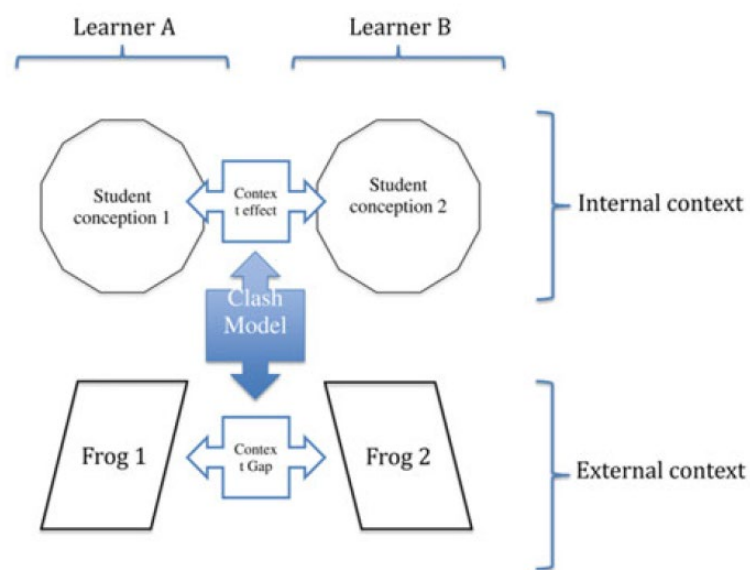 Learner A
Learner B
Student
conception 1
Contex
t effect
Student
conception 2
Internal context
Clash
Model
Frog 1
Contex
t Gap
Frog 2
External context